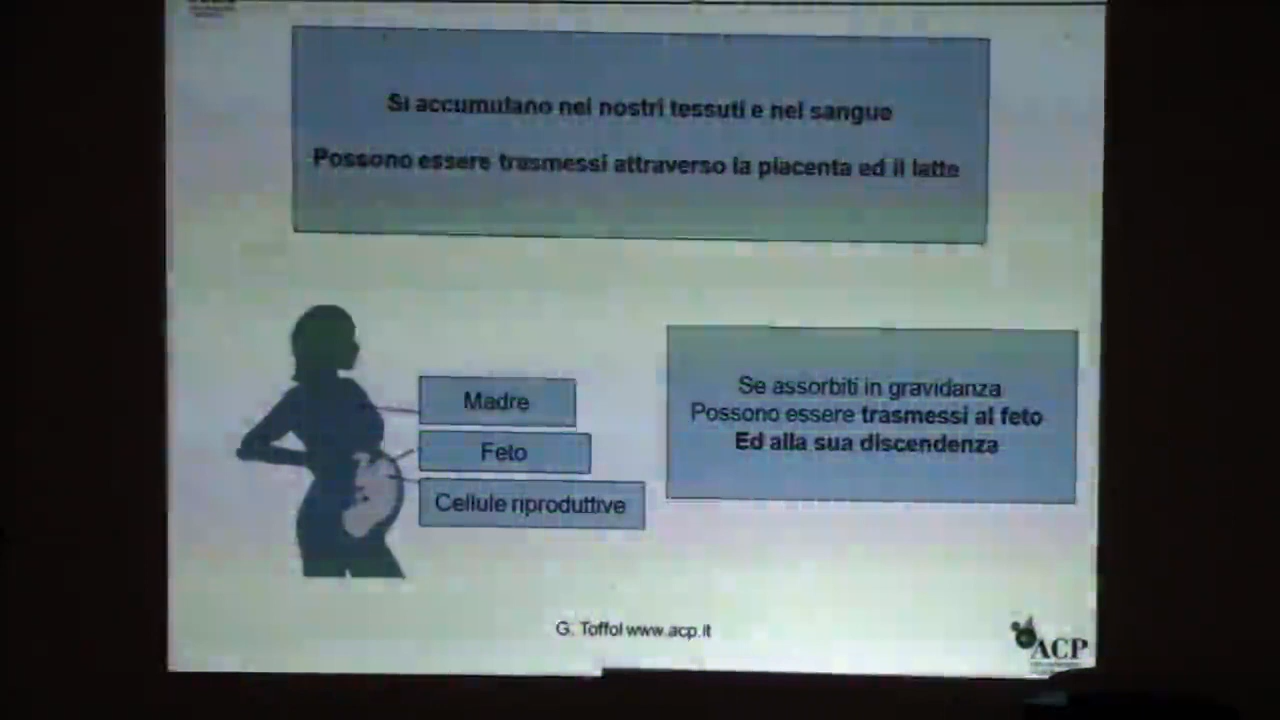 Si accumulano nei nostri tessuti e nel sangue
Possono essere trasmessi attraverso la placenta ed il latte
Madre
Feto
Cellule riproduttive
Se assorbiti in gravidanza
Possono essere trasmessi al feto
Ed alla sua discendenza
G. Toffol www.acp.it
ACP